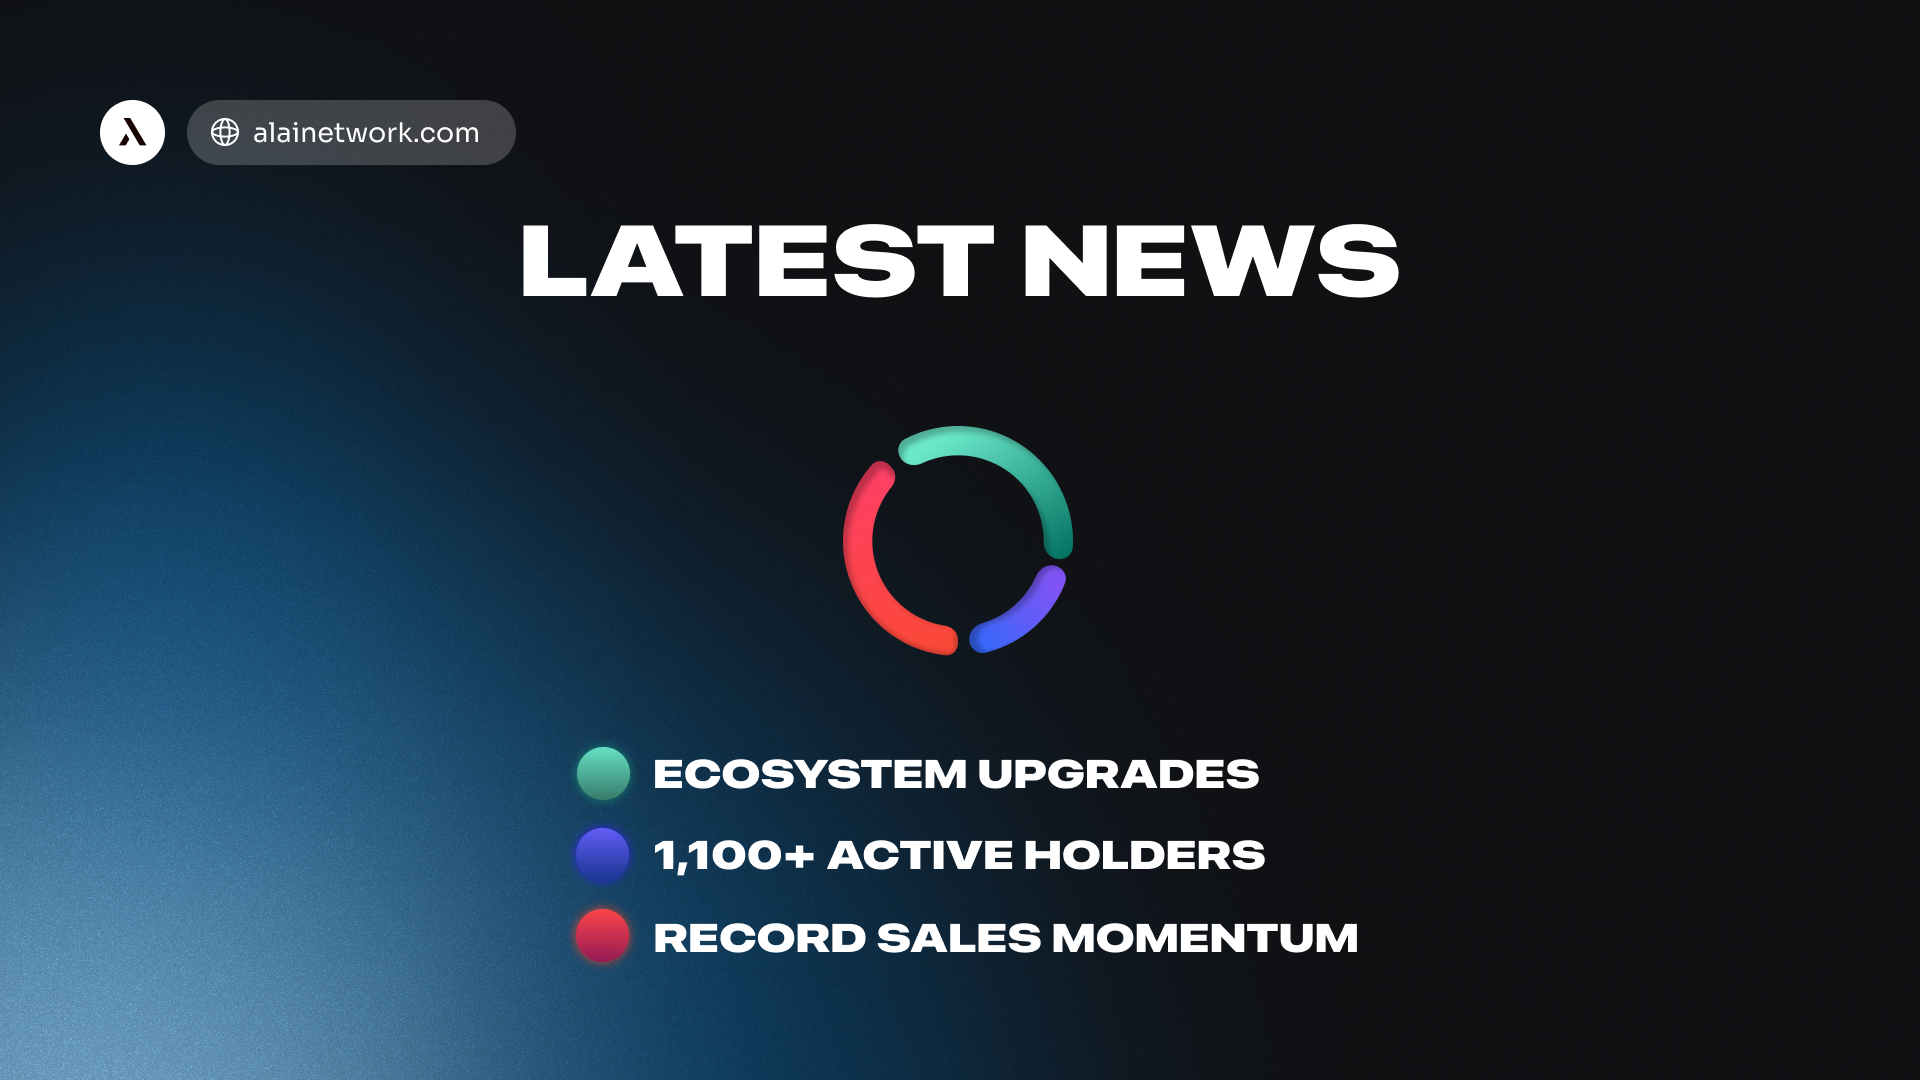 alainetwork.com
LATEST NEWS
ECOSYSTEM UPGRADES
1,100+ ACTIVE HOLDERS
RECORD SALES MOMENTUM